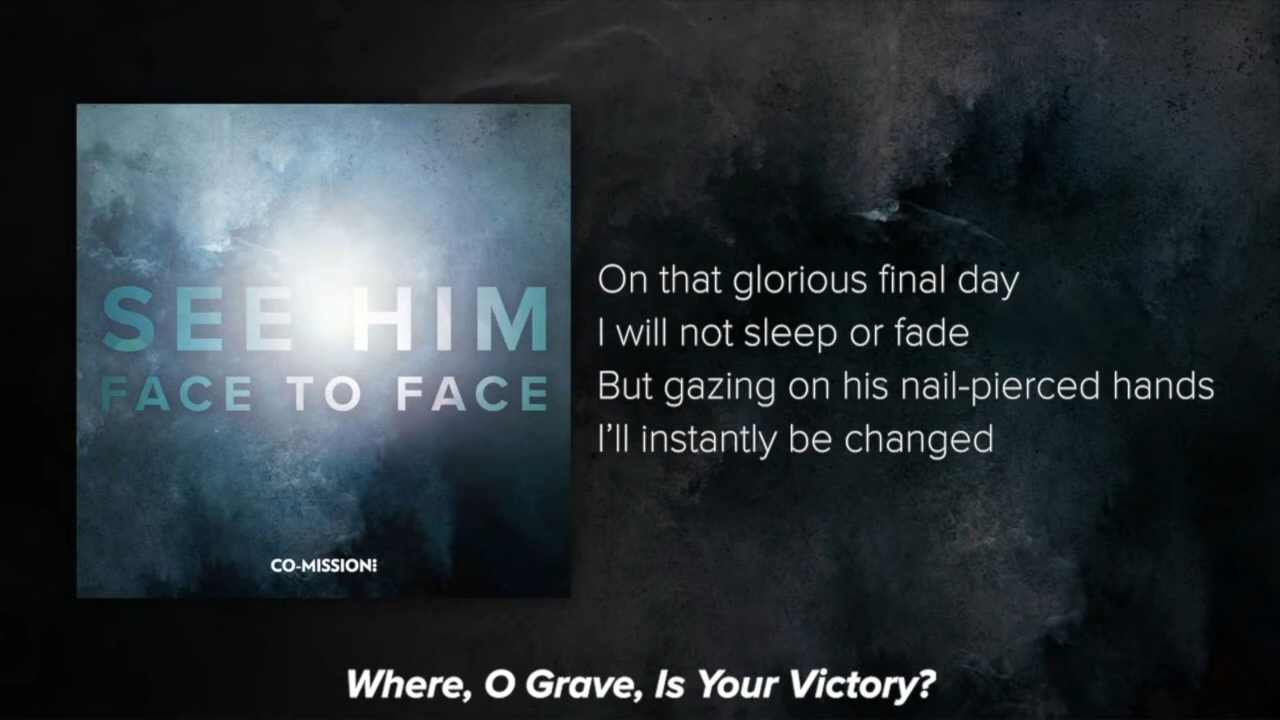 SEE HIM
FACE TO FACE
CO-MISSION
On that glorious final day
I will not sleep or fade
But gazing on his nail-pierced hands
I’ll instantly be changed
Where, O Grave, Is Your Victory?